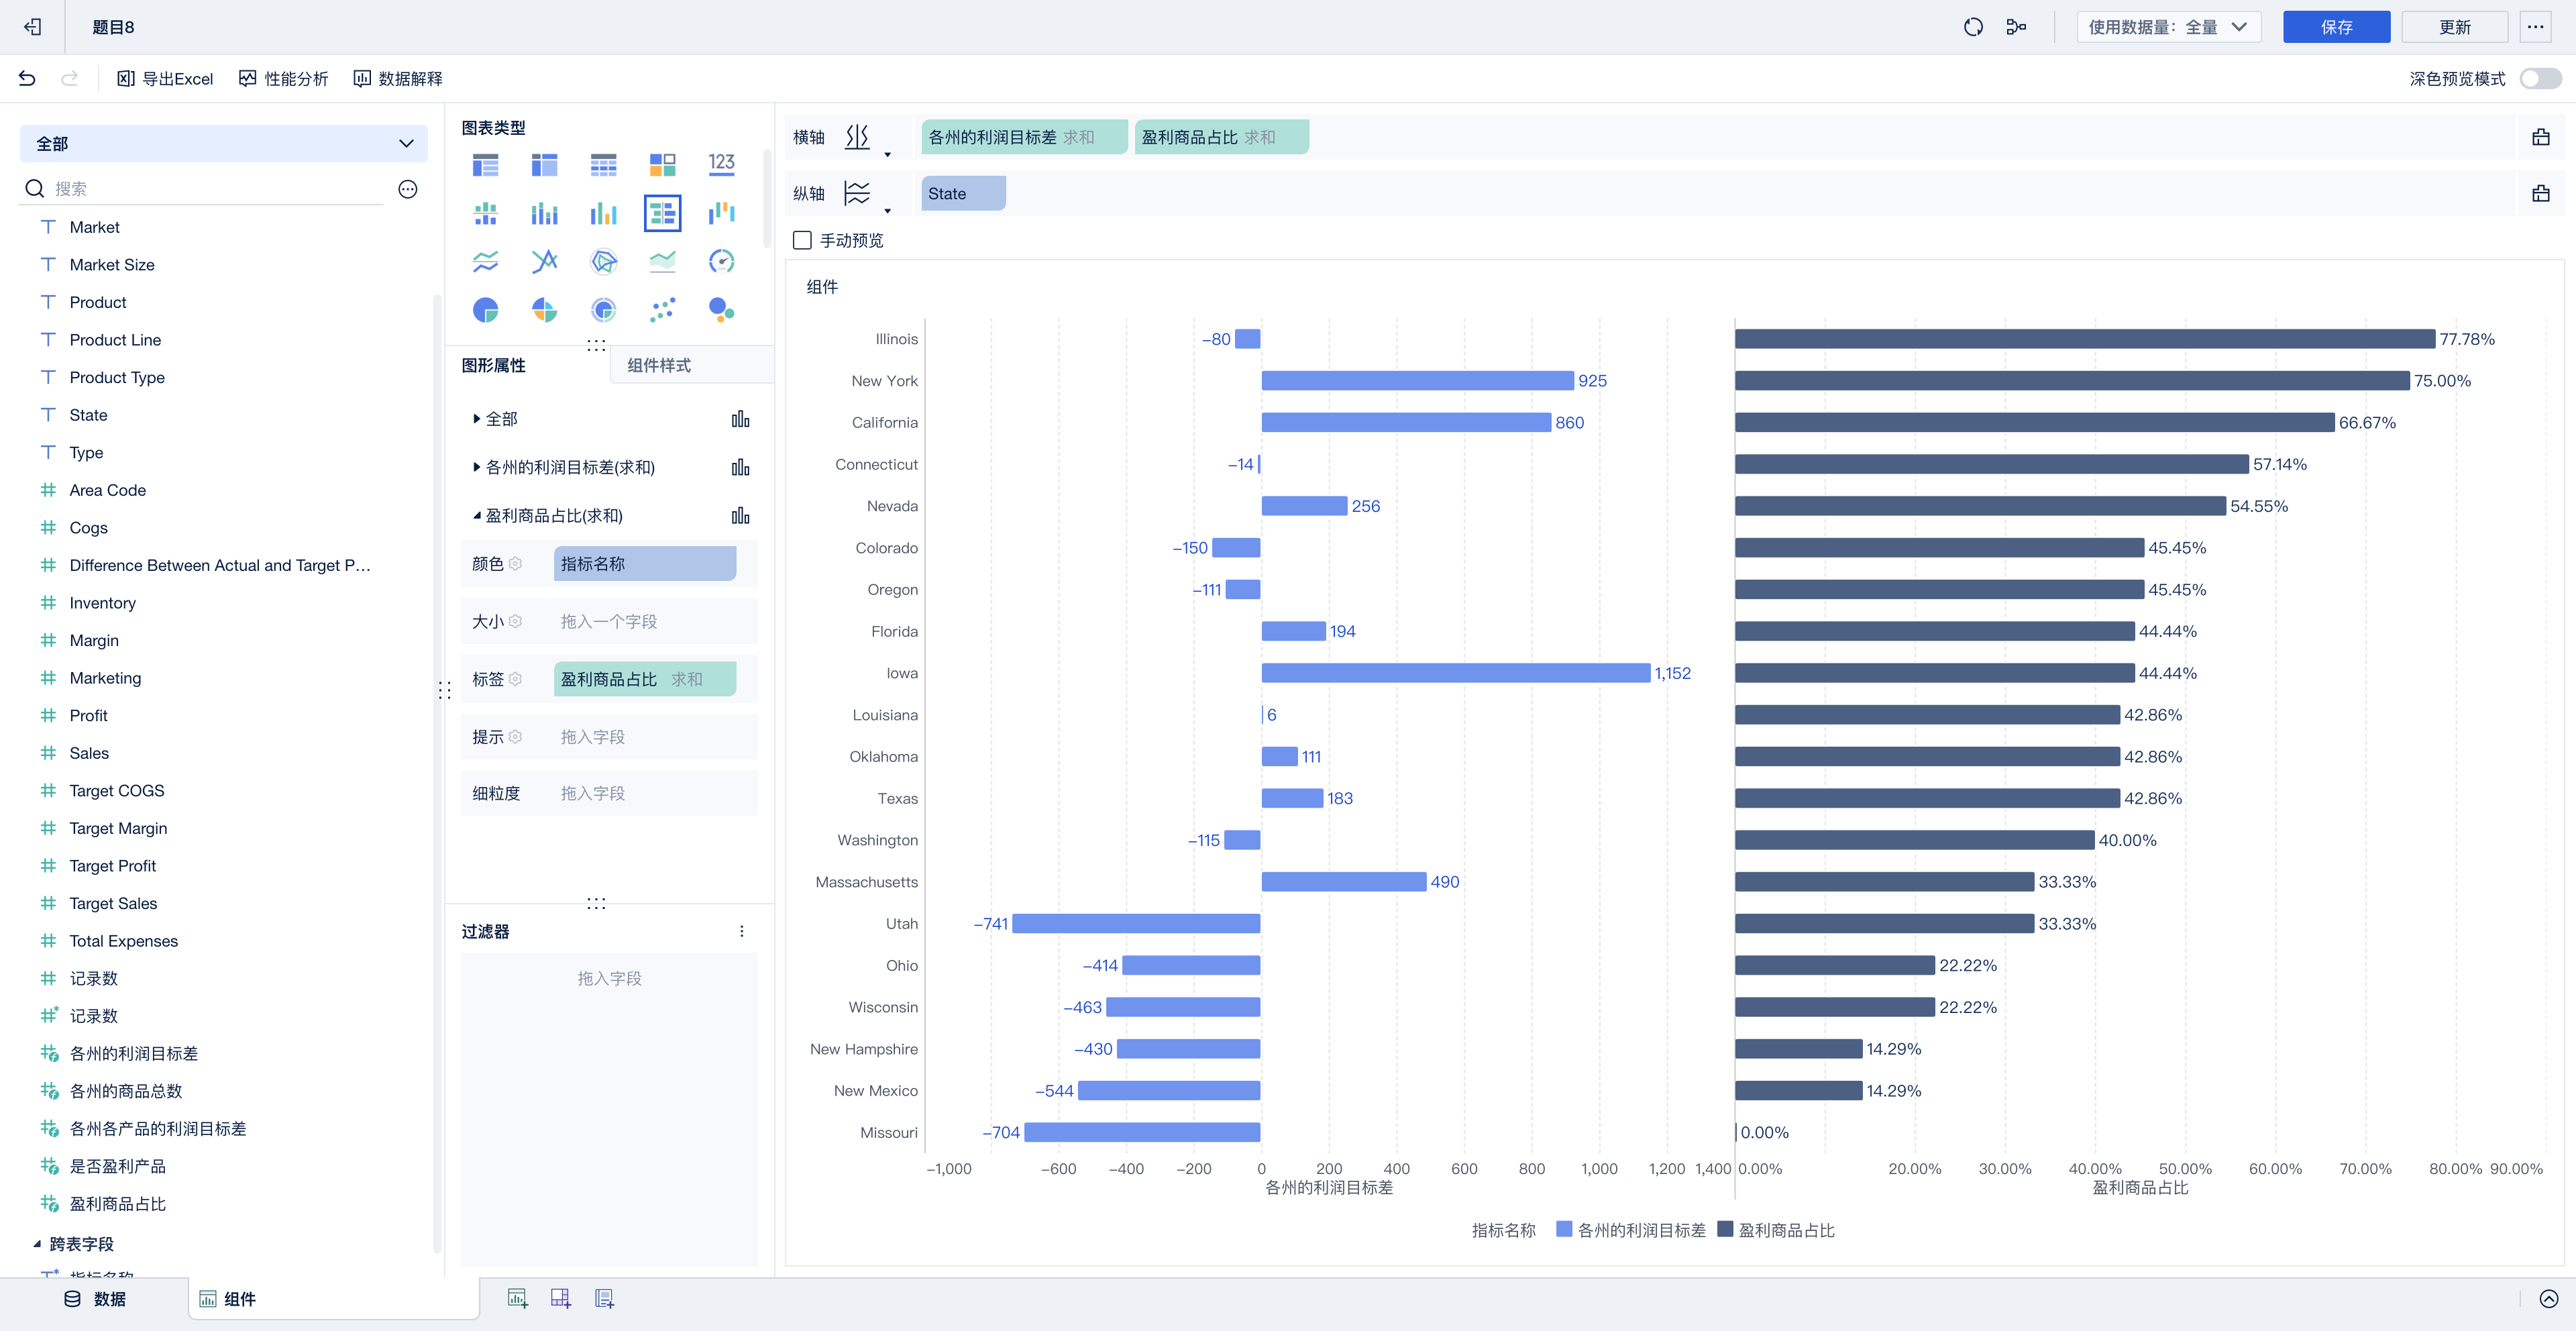 题目8
使用数据量：全量
保存
更新
导出Excel
性能分析
数据解释
深色预览模式
全部
搜索
Market
Market Size
Product
Product Line
Product Type
State
Type
Area Code
Cogs
Difference Between Actual and Target P...
Inventory
Margin
Marketing
Profit
Sales
Target COGS
Target Margin
Target Profit
Target Sales
Total Expenses
记录数
记录数
各州的利润目标差
各州的商品总数
各州各产品的利润目标差
是否盈利产品
盈利商品占比
跨表字段
指标名称
图表类型
123
图形属性
组件样式
全部
各州的利润目标差(求和)
盈利商品占比(求和)
颜色 指标名称
大小 拖入一个字段
标签 盈利商品占比 求和
提示 拖入字段
细粒度 拖入字段
过滤器
拖入字段
横轴 各州的利润目标差 求和 盈利商品占比 求和
纵轴 State
手动预览
组件
Illinois -80 77.78%
New York 925 75.00%
California 860 66.67%
Connecticut -14 57.14%
Nevada 256 54.55%
Colorado -150 45.45%
Oregon -111 45.45%
Florida 194 44.44%
Iowa 1,152 44.44%
Louisiana 6 42.86%
Oklahoma 111 42.86%
Texas 183 42.86%
Washington -115 40.00%
Massachusetts 490 33.33%
Utah -741 33.33%
Ohio -414 22.22%
Wisconsin -463 22.22%
New Hampshire -430 14.29%
New Mexico -544 14.29%
Missouri -704 0.00%
-1,000 -600 -400 -200 0 200 400 600 800 1,000 1,200 1,400 0.00% 20.00% 30.00% 40.00% 50.00% 60.00% 70.00% 80.00% 90.00%
各州的利润目标差 盈利商品占比
指标名称 各州的利润目标差 盈利商品占比
数据
组件